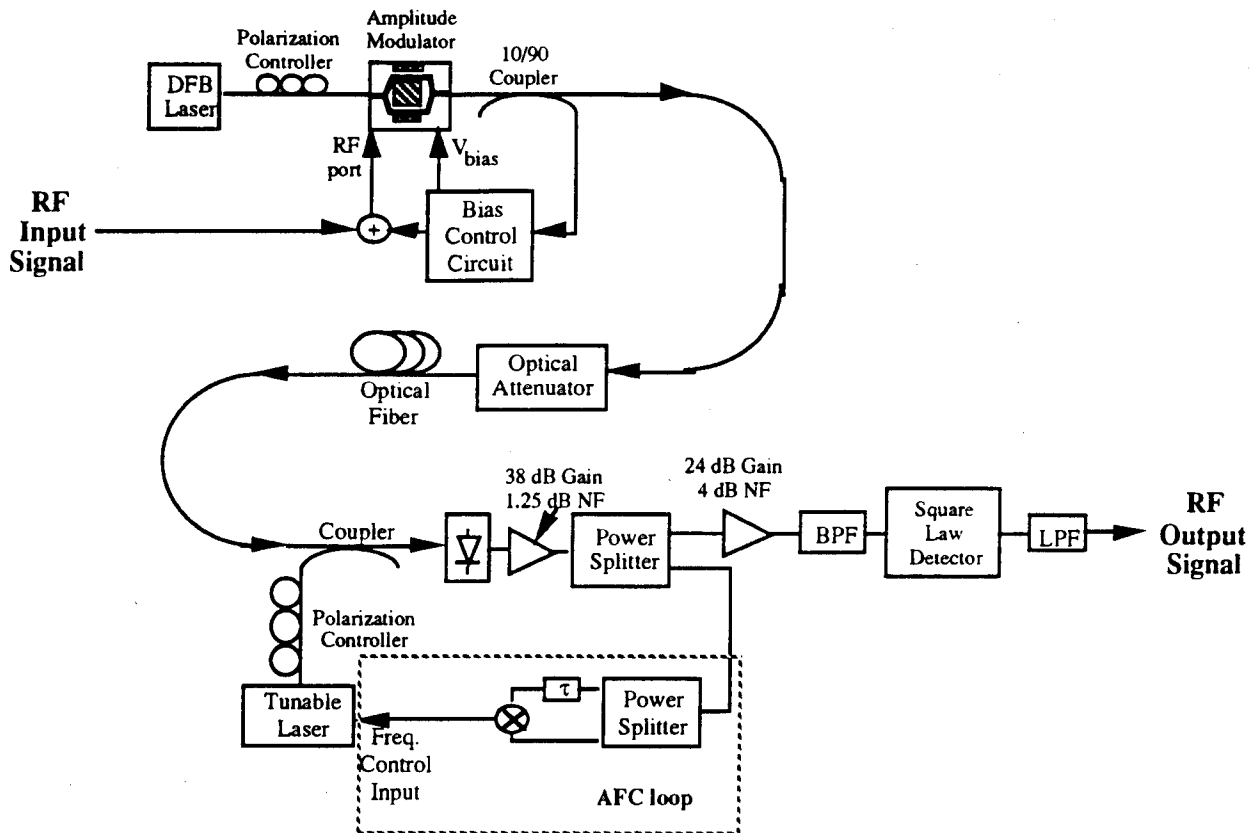 Amplitude
Modulator
Polarization
Controller
10/90
Coupler
DFB
Laser
RF
port
V bias
RF
Input
Signal
+
Bias
Control
Circuit
Optical
Attenuator
Optical
Fiber
38 dB Gain
1.25 dB NF
24 dB Gain
4 dB NF
Coupler
Power
Splitter
BPF
Square
Law
Detector
LPF
RF
Output
Signal
Polarization
Controller
Tunable
Laser
τ
Power
Splitter
Freq.
Control
Input
AFC loop